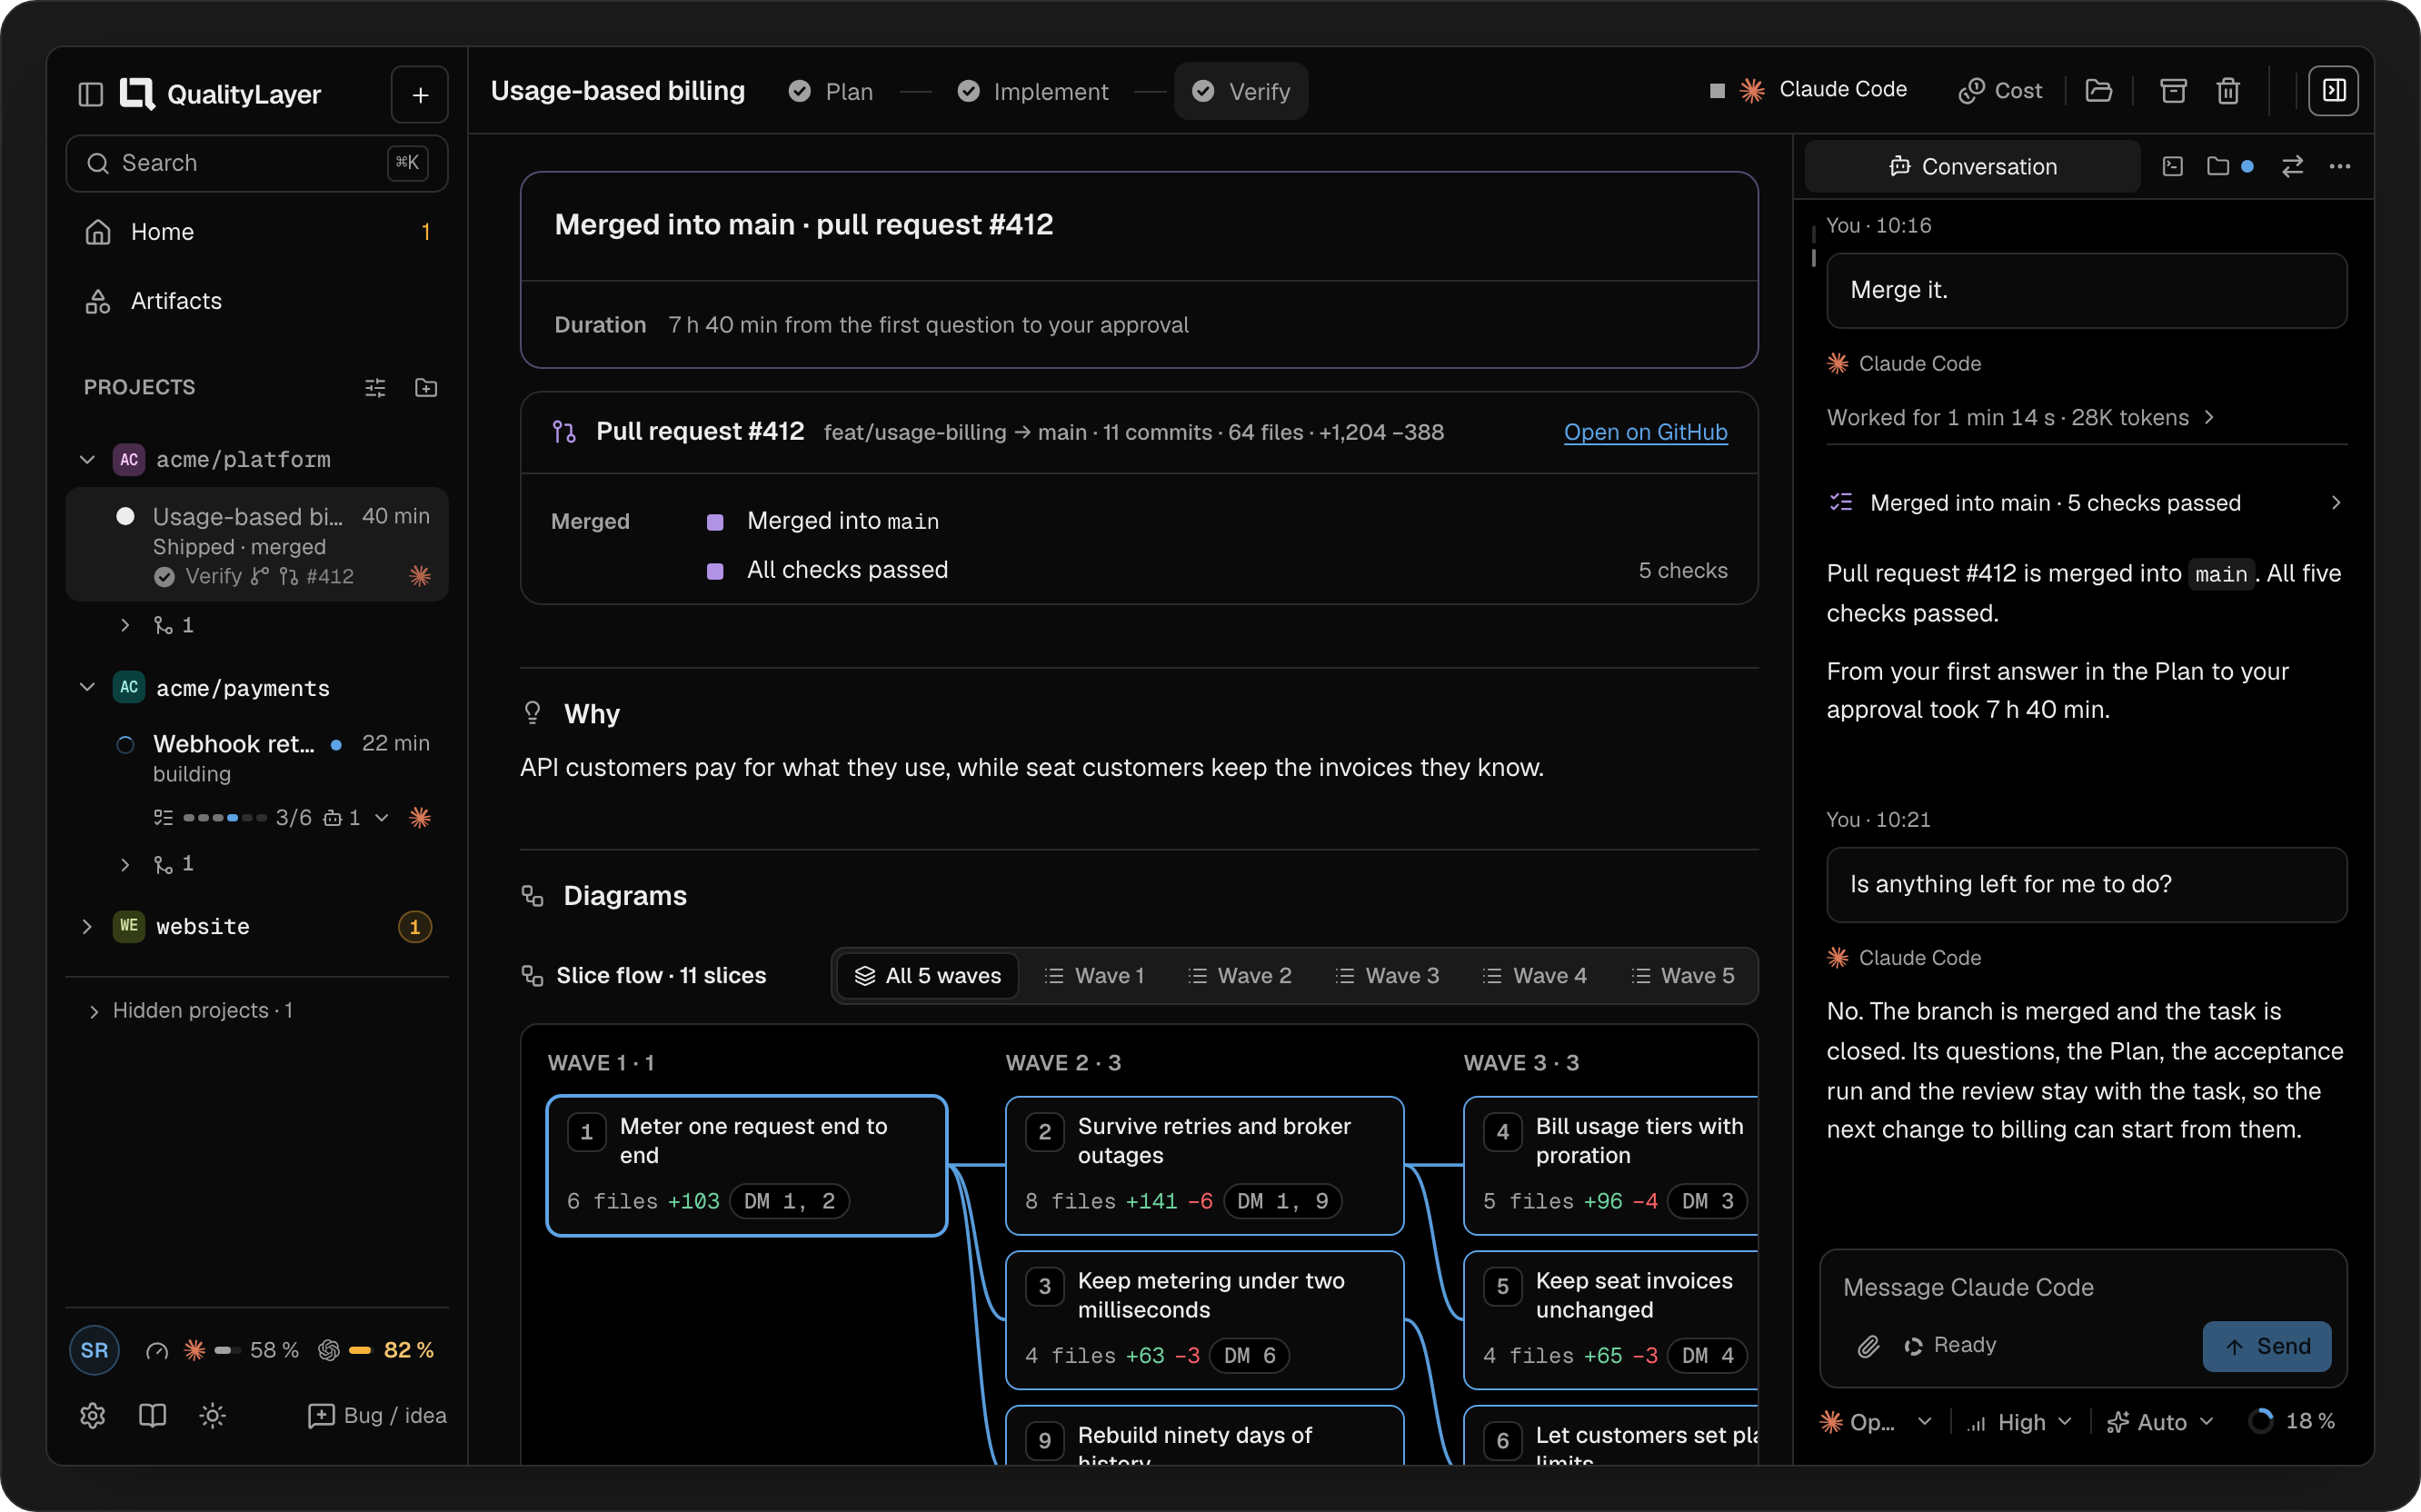 QualityLayer
+
Search
⌘K
Home
1
Artifacts
PROJECTS
AC acme/platform
Usage-based bi... 40 min
Shipped · merged
Verify #412
1
AC acme/payments
Webhook ret... 22 min
building
3/6 1
1
WE website 1
Hidden projects · 1
SR 58 % 82 %
Bug / idea
Usage-based billing
Plan
Implement
Verify
Claude Code
Cost
Merged into main · pull request #412
Duration 7 h 40 min from the first question to your approval
Pull request #412 feat/usage-billing → main · 11 commits · 64 files · +1,204 −388 Open on GitHub
Merged
Merged into main
All checks passed
5 checks
Why
API customers pay for what they use, while seat customers keep the invoices they know.
Diagrams
Slice flow · 11 slices
All 5 waves
Wave 1
Wave 2
Wave 3
Wave 4
Wave 5
WAVE 1 · 1
1 Meter one request end to
end
6 files +103 DM 1, 2
WAVE 2 · 3
2 Survive retries and broker
outages
8 files +141 −6 DM 1, 9
3 Keep metering under two
milliseconds
4 files +63 −3 DM 6
9 Rebuild ninety days of
history
WAVE 3 · 3
4 Bill usage tiers with
proration
5 files +96 −4 DM 3
5 Keep seat invoices
unchanged
4 files +65 −3 DM 4
6 Let customers set pla
limits
Conversation
You · 10:16
Merge it.
Claude Code
Worked for 1 min 14 s · 28K tokens
Merged into main · 5 checks passed
Pull request #412 is merged into main. All five
checks passed.
From your first answer in the Plan to your
approval took 7 h 40 min.
You · 10:21
Is anything left for me to do?
Claude Code
No. The branch is merged and the task is
closed. Its questions, the Plan, the acceptance
run and the review stay with the task, so the
next change to billing can start from them.
Message Claude Code
Ready
Send
Op...
High
Auto
18 %